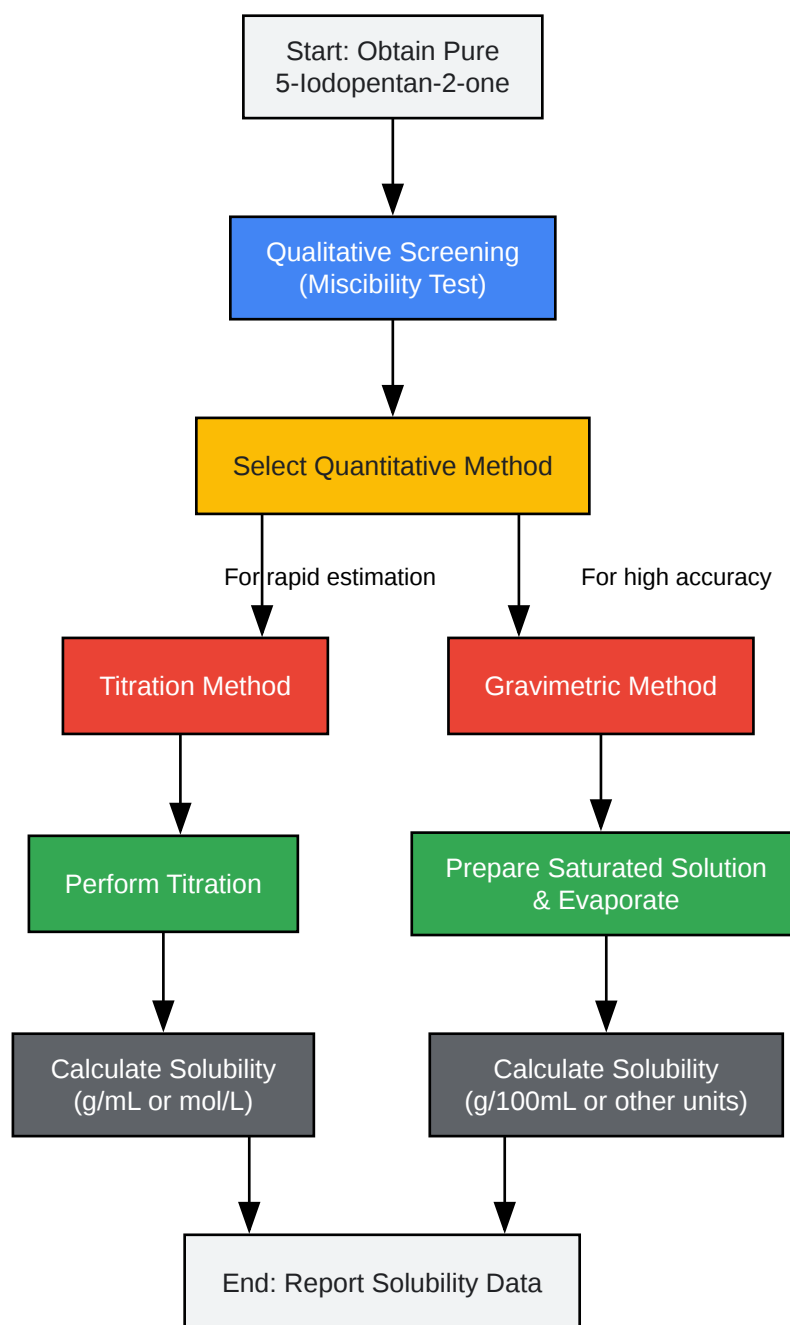 Start: Obtain Pure
5-Iodopentan-2-one
Qualitative Screening
(Miscibility Test)
Select Quantitative Method
For rapid estimation
For high accuracy
Titration Method
Gravimetric Method
Perform Titration
Prepare Saturated Solution
& Evaporate
Calculate Solubility
(g/mL or mol/L)
Calculate Solubility
(g/100mL or other units)
End: Report Solubility Data